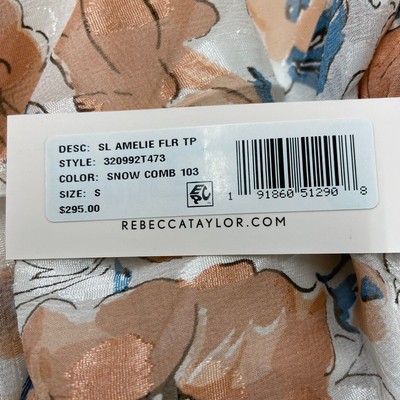 DESC: SL AMELIE FLR TP
STYLE: 320992T473
COLOR: SNOW COMB 103
SIZE: S
$295.00
1 91860 51290 8
REBECCATAYLOR.COM